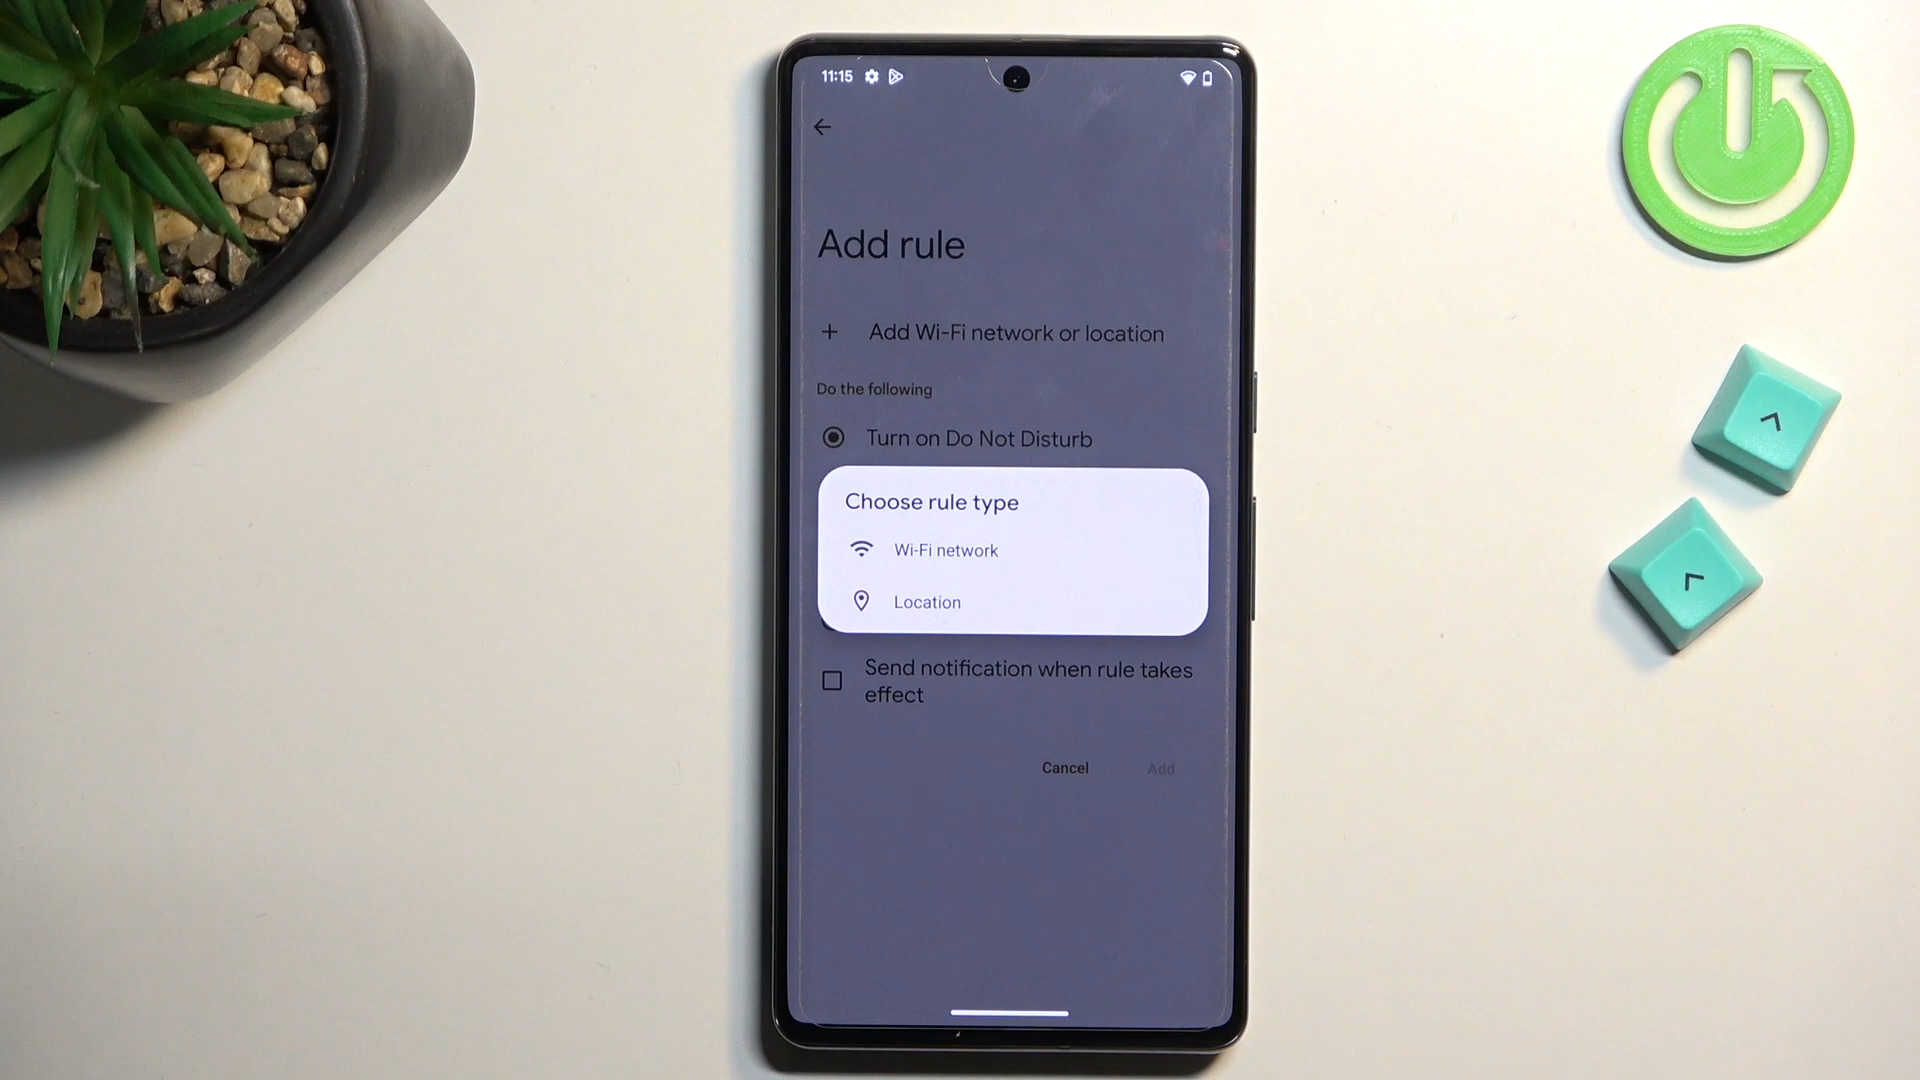 11:15
Add rule
+ Add Wi-Fi network or location
Do the following
Turn on Do Not Disturb
Choose rule type
Wi-Fi network
Location
Send notification when rule takes
effect
Cancel
Add